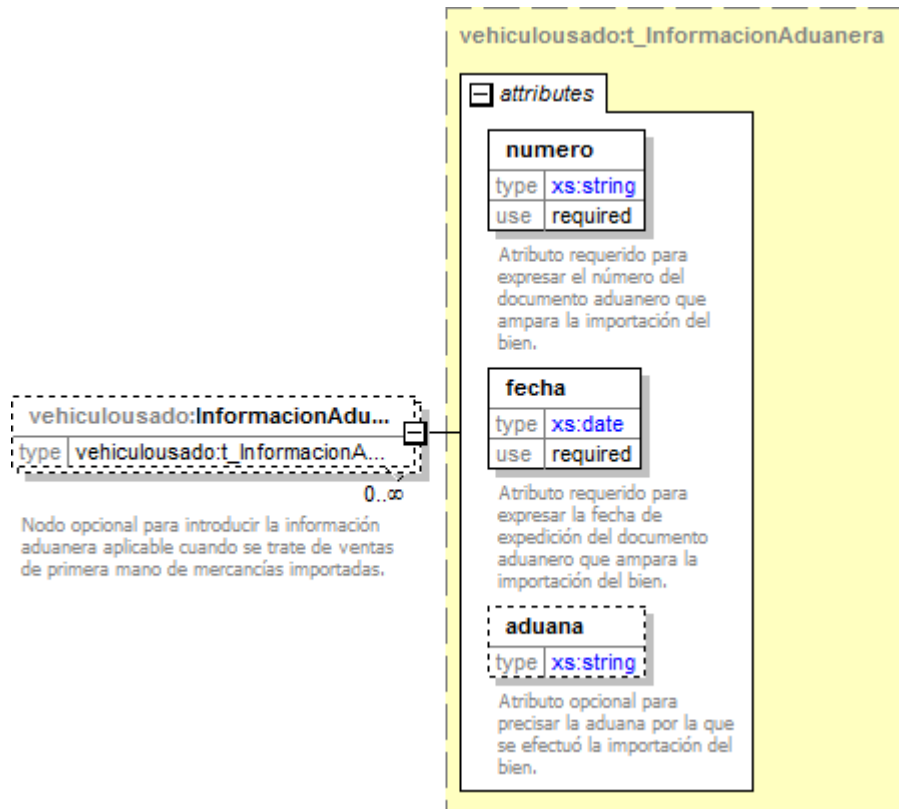 vehiculousado:t_InformacionAduanera
attributes
numero
type xs:string
use required
Atributo requerido para
expresar el número del
documento aduanero que
ampara la importación del
bien.
fecha
type xs:date
use required
Atributo requerido para
expresar la fecha de
expedición del documento
aduanero que ampara la
importación del bien.
aduana
type xs:string
Atributo opcional para
precisar la aduana por la que
se efectuó la importación del
bien.
vehiculousado:InformacionAdu...
type vehiculousado:t_InformacionA...
0..∞
Nodo opcional para introducir la información
aduanera aplicable cuando se trate de ventas
de primera mano de mercancías importadas.